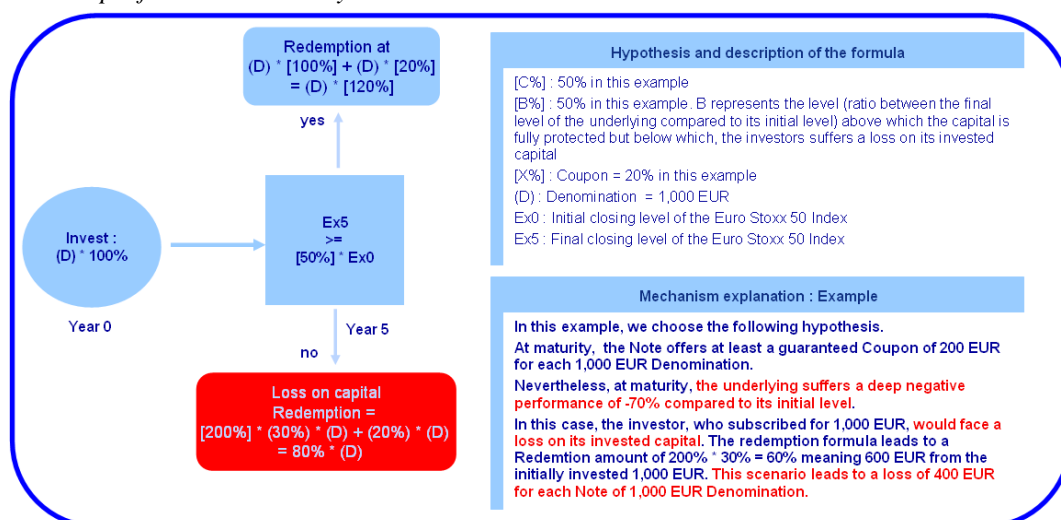 Redemption at
(D) * [100%] + (D) * [20%]
= (D) * [120%]
yes
Invest :
(D) * 100%
Year 0
Ex5
>=
[50%] * Ex0
Year 5
no
Loss on capital
Redemption =
[200%] * (30%) * (D) + (20%) * (D)
= 80% * (D)
Hypothesis and description of the formula
[C%] : 50% in this example
[B%] : 50% in this example. B represents the level (ratio between the final
level of the underlying compared to its initial level) above which the capital is
fully protected but below which, the investors suffers a loss on its invested
capital
[X%] : Coupon = 20% in this example
(D) : Denomination = 1,000 EUR
Ex0 : Initial closing level of the Euro Stoxx 50 Index
Ex5 : Final closing level of the Euro Stoxx 50 Index
Mechanism explanation : Example
In this example, we choose the following hypothesis.
At maturity, the Note offers at least a guaranteed Coupon of 200 EUR
for each 1,000 EUR Denomination.
Nevertheless, at maturity, the underlying suffers a deep negative
performance of -70% compared to its initial level.
In this case, the investor, who subscribed for 1,000 EUR, would face a
loss on its invested capital. The redemption formula leads to a
Redemtion amount of 200% * 30% = 60% meaning 600 EUR from the
initially invested 1,000 EUR. This scenario leads to a loss of 400 EUR
for each Note of 1,000 EUR Denomination.